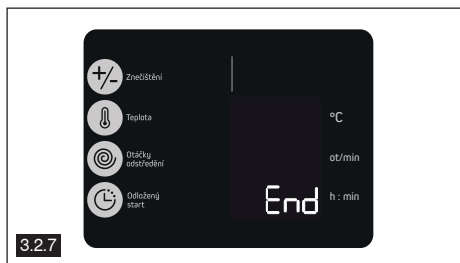 +/- Znečištění
Teplota °C
Otáčky
odstředění ot/min
Odložený
start End h : min
3.2.7